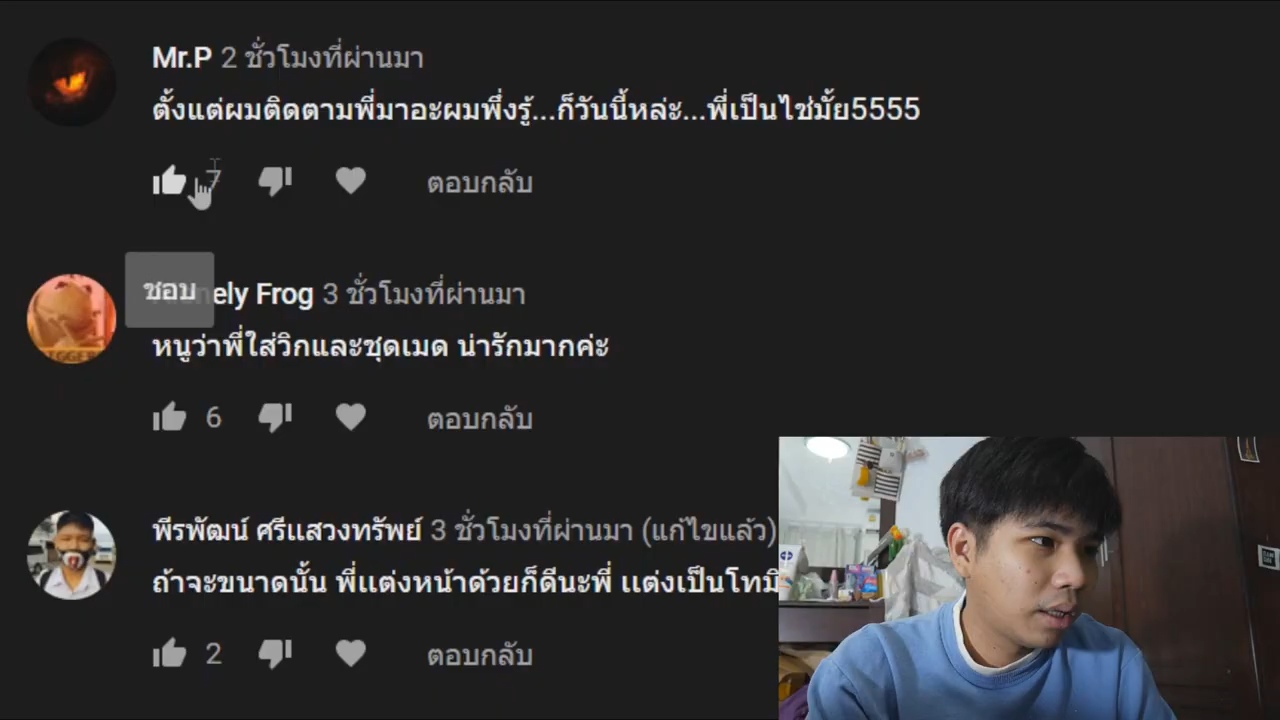 Mr.P 2 ชั่วโมงที่ผ่านมา
ตั้งแต่ผมติดตามพี่มาอะผมพึ่งรู้...ก็วันนี้หล่ะ...พี่เป็นไช่มั้ย5555
7 ตอบกลับ
ชอบ
ely Frog 3 ชั่วโมงที่ผ่านมา
หนูว่าพี่ใส่วิกและชุดเมด น่ารักมากค่ะ
6 ตอบกลับ
พีรพัฒน์ ศรีแสวงทรัพย์ 3 ชั่วโมงที่ผ่านมา (แก้ไขแล้ว)
ถ้าจะขนาดนั้น พี่แต่งหน้าด้วยก็ดีนะพี่ แต่งเป็นโทมิ
2 ตอบกลับ